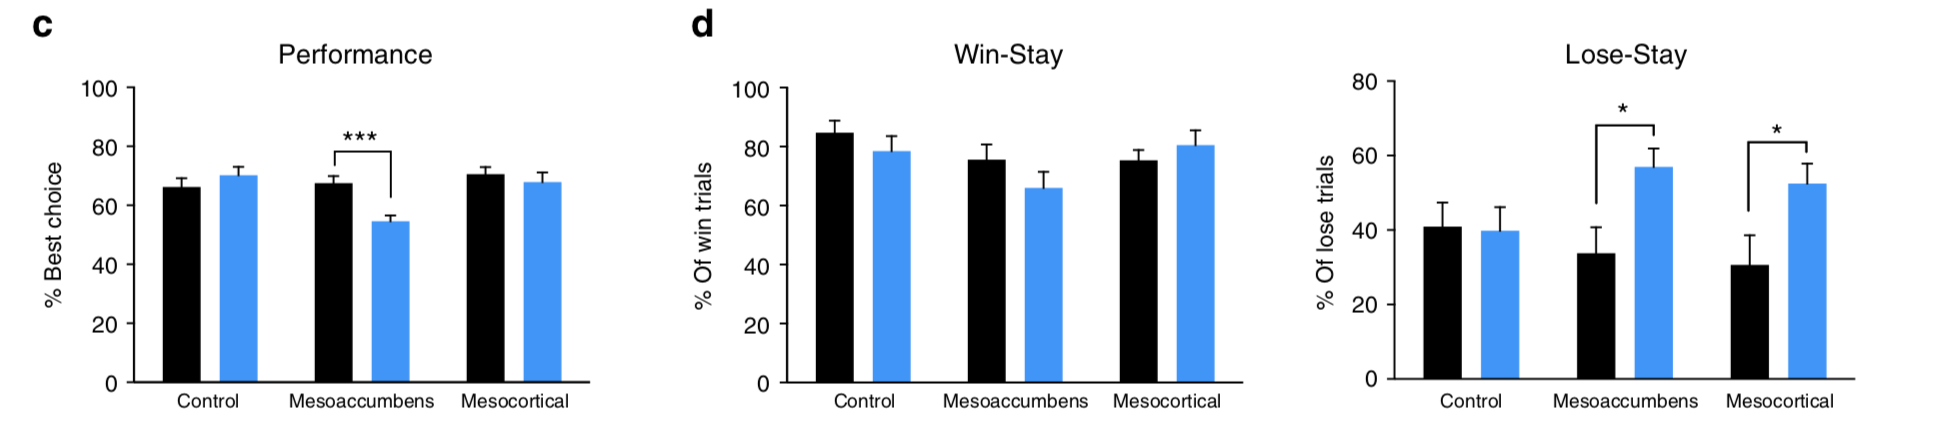 c
Performance
% Best choice
100
80
60
40
20
0
***
Control
Mesoaccumbens
Mesocortical
d
Win-Stay
% Of win trials
100
80
60
40
20
0
Control
Mesoaccumbens
Mesocortical
Lose-Stay
% Of lose trials
80
60
40
20
0
*
*
Control
Mesoaccumbens
Mesocortical